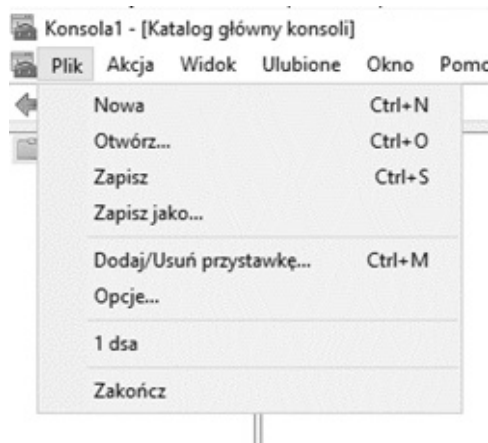 Konsola1 - [Katalog główny konsoli]
Plik Akcja Widok Ulubione Okno
Nowa Ctrl+N
Otwórz... Ctrl+O
Zapisz Ctrl+S
Zapisz jako...
Dodaj/Usuń przystawkę... Ctrl+M
Opcje...
1 dsa
Zakończ